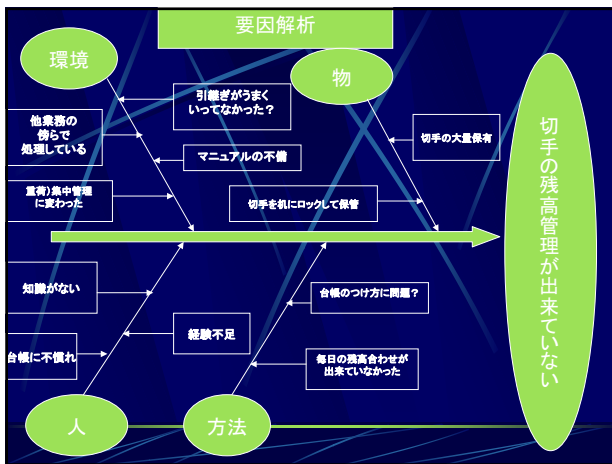 要因解析
環境
物
引継ぎがうまく
いってなかった？
他業務の
傍らで
処理している
マニュアルの不備
重荷)集中管理
に変わった
切手の大量保有
切手を机にロックして保管
切手の残高管理が出来ていない
知識がない
経験不足
台帳に不慣れ
台帳のつけ方に問題？
毎日の残高合わせが
出来ていなかった
人
方法